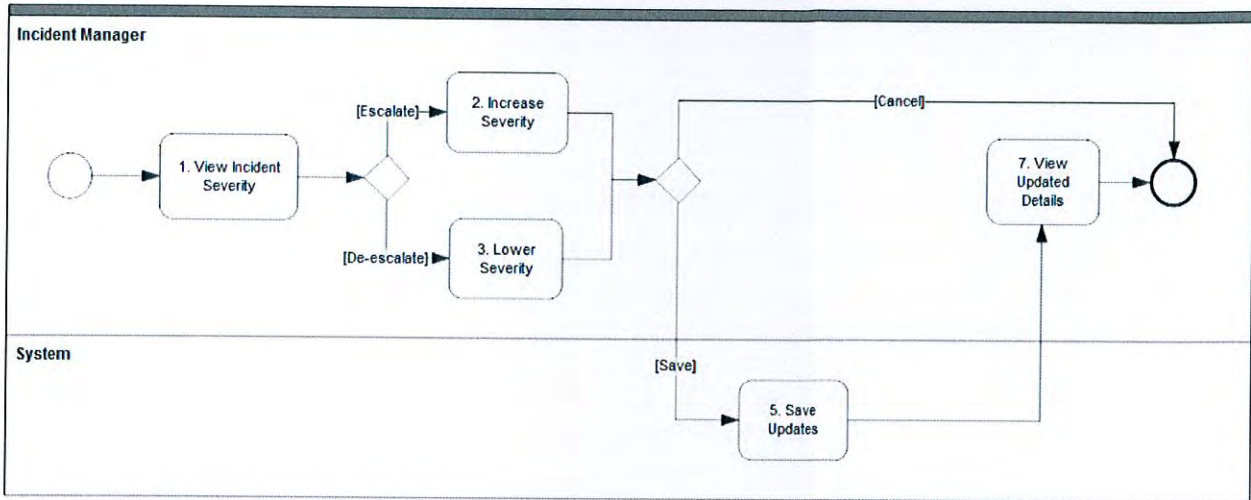 Incident Manager
1. View Incident
Severity
[Escalate]
2. Increase
Severity
[De-escalate]
3. Lower
Severity
[Cancel]
7. View
Updated
Details
System
[Save]
5. Save
Updates